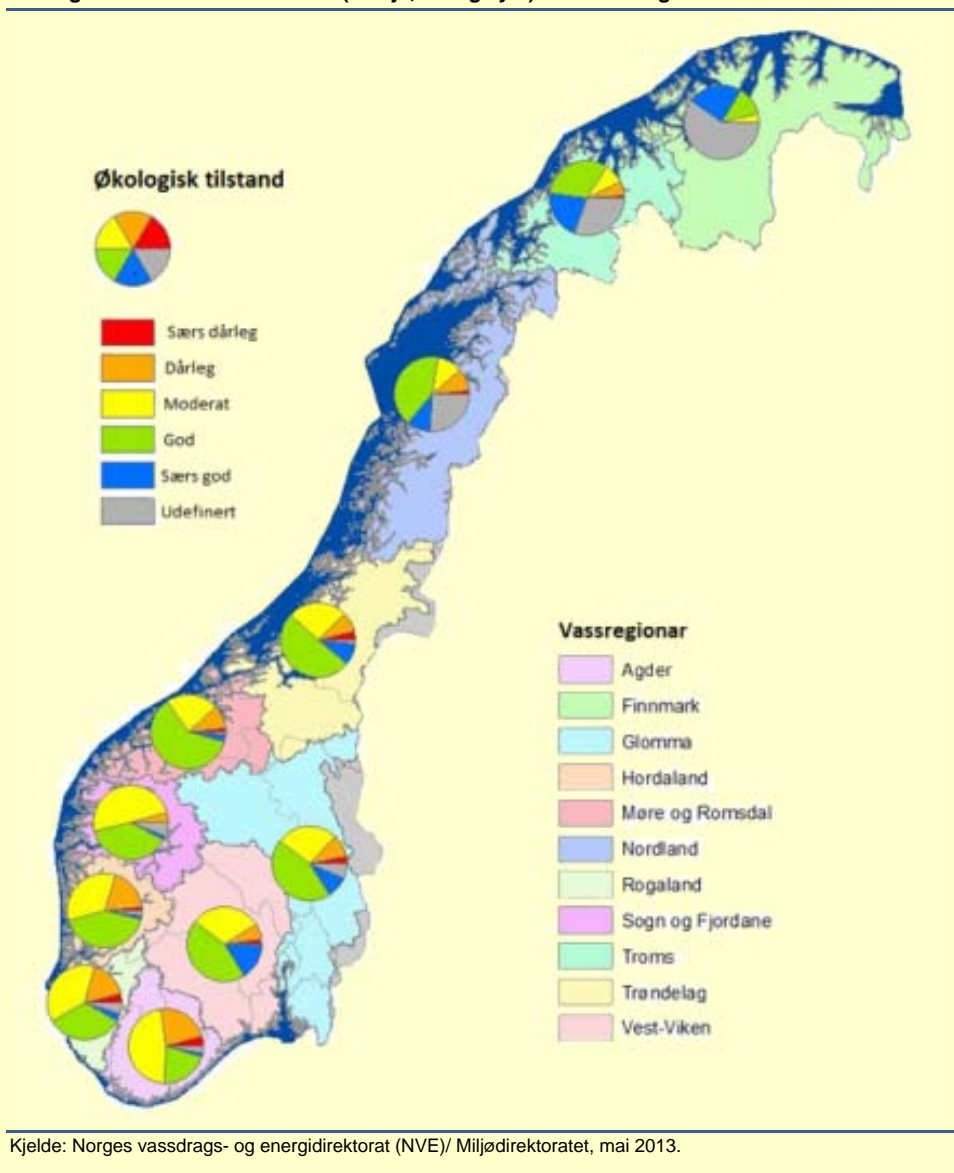 Økologisk tilstand
Særs dårleg
Dårleg
Moderat
God
Særs god
Udefinert
Vassregionar
Agder
Finnmark
Glomma
Hordaland
Møre og Romsdal
Nordland
Rogaland
Sogn og Fjordane
Troms
Trøndelag
Vest-Viken
Kjelde: Norges vassdrags- og energidirektorat (NVE)/ Miljødirektoratet, mai 2013.